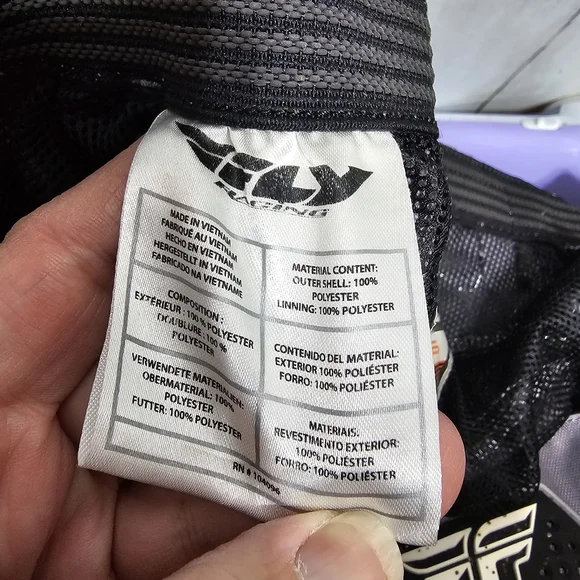 FLY
RACING
MADE IN VIETNAM
FABRIQUÉ AU VIETNAM
HECHO EN VIETNAM
HERGESTELLT IN VIETNAM
FABRICADO NA VIETNAME
MATERIAL CONTENT:
OUTER SHELL: 100%
POLYESTER
LINNING: 100% POLYESTER
COMPOSITION :
EXTÉRIEUR : 100% POLYESTER
DOUBLURE : 100 %
POLYESTER
CONTENIDO DEL MATERIAL:
EXTERIOR 100% POLIÉSTER
FORRO: 100% POLIÉSTER
VERWENDETE MATERIALIEN:
OBERMATERIAL: 100%
POLYESTER
FUTTER: 100% POLYESTER
MATERIAIS:
REVESTIMENTO EXTERIOR:
100% POLIÉSTER
FORRO: 100% POLIÉSTER
RN # 104096